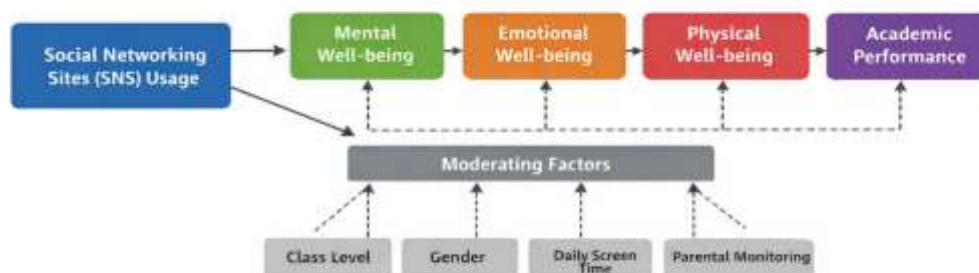 Social Networking
Sites (SNS) Usage
Mental
Well-being
Emotional
Well-being
Physical
Well-being
Academic
Performance
Moderating Factors
Class Level
Gender
Daily Screen
Time
Parental Monitoring